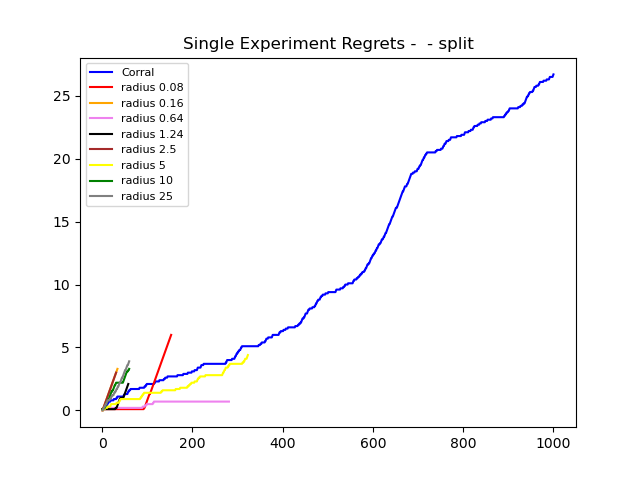 Single Experiment Regrets -  - split
Corral
radius 0.08
radius 0.16
radius 0.64
radius 1.24
radius 2.5
radius 5
radius 10
radius 25
25
20
15
10
5
0
0 200 400 600 800 1000